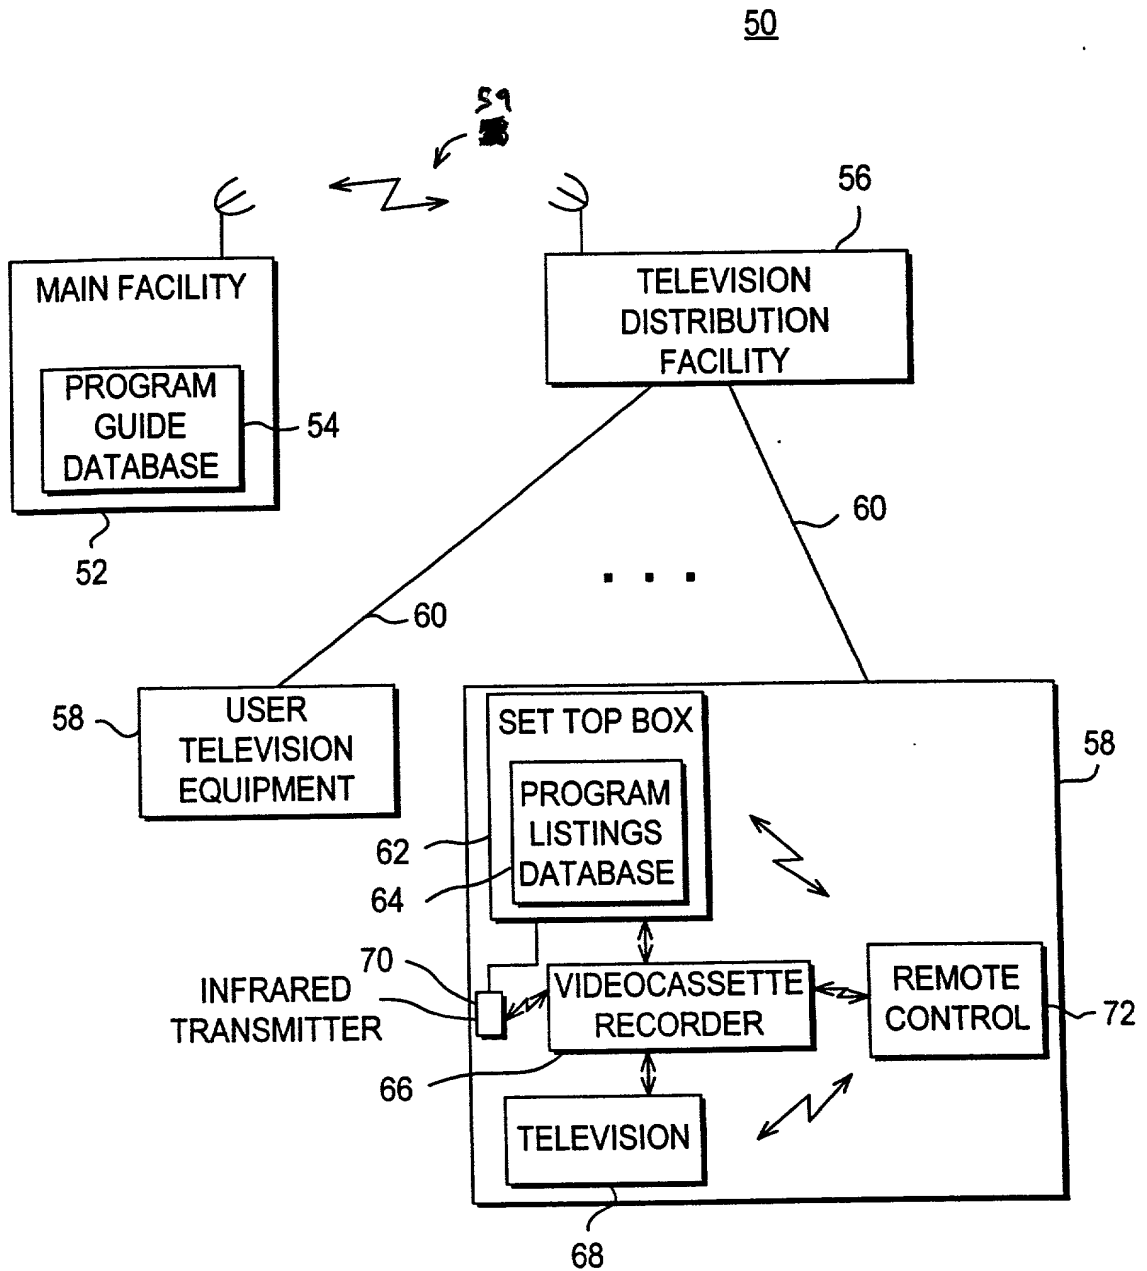 50
59
56
MAIN FACILITY
TELEVISION
DISTRIBUTION
FACILITY
PROGRAM
GUIDE
DATABASE
54
52
60
60
58
USER
TELEVISION
EQUIPMENT
SET TOP BOX
58
PROGRAM
LISTINGS
DATABASE
62
64
70
INFRARED
TRANSMITTER
VIDEOCASSETTE
RECORDER
REMOTE
CONTROL
72
66
TELEVISION
68